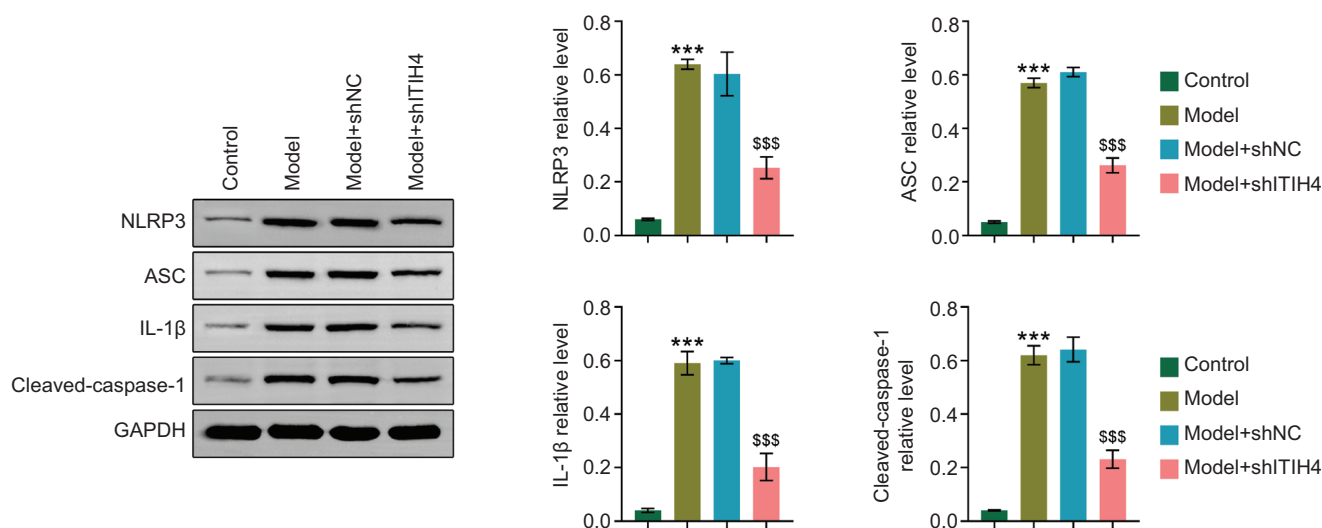 Control
Model
Model+shNC
Model+shITIH4
NLRP3
ASC
IL-1β
Cleaved-caspase-1
GAPDH
NLRP3 relative level
0.8
0.6
0.4
0.2
0.0
***
$$$
ASC relative level
0.8
0.6
0.4
0.2
0.0
***
$$$
Control
Model
Model+shNC
Model+shITIH4
IL-1β relative level
0.8
0.6
0.4
0.2
0.0
***
$$$
Cleaved-caspase-1
relative level
0.8
0.6
0.4
0.2
0.0
***
$$$
Control
Model
Model+shNC
Model+shITIH4